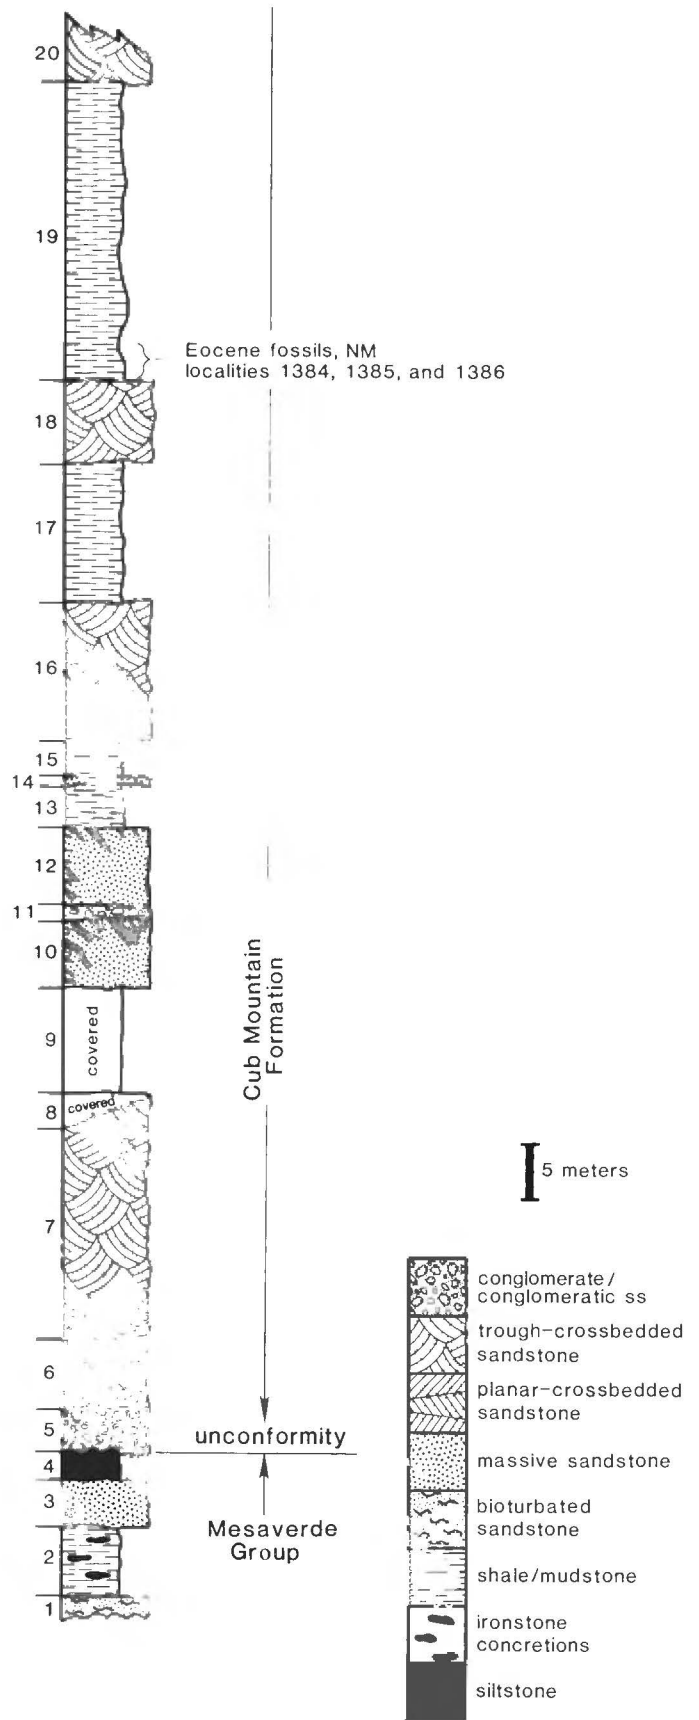 20
19
Eocene fossils, NM
localities 1384, 1385, and 1386
18
17
16
15
14
13
12
11
10
9
covered
8
covered
7
6
5
4
3
2
1
Cub Mountain
Formation
unconformity
Mesaverde
Group
5 meters
conglomerate/
conglomeratic ss
trough-crossbedded
sandstone
planar-crossbedded
sandstone
massive sandstone
bioturbated
sandstone
shale/mudstone
ironstone
concretions
siltstone